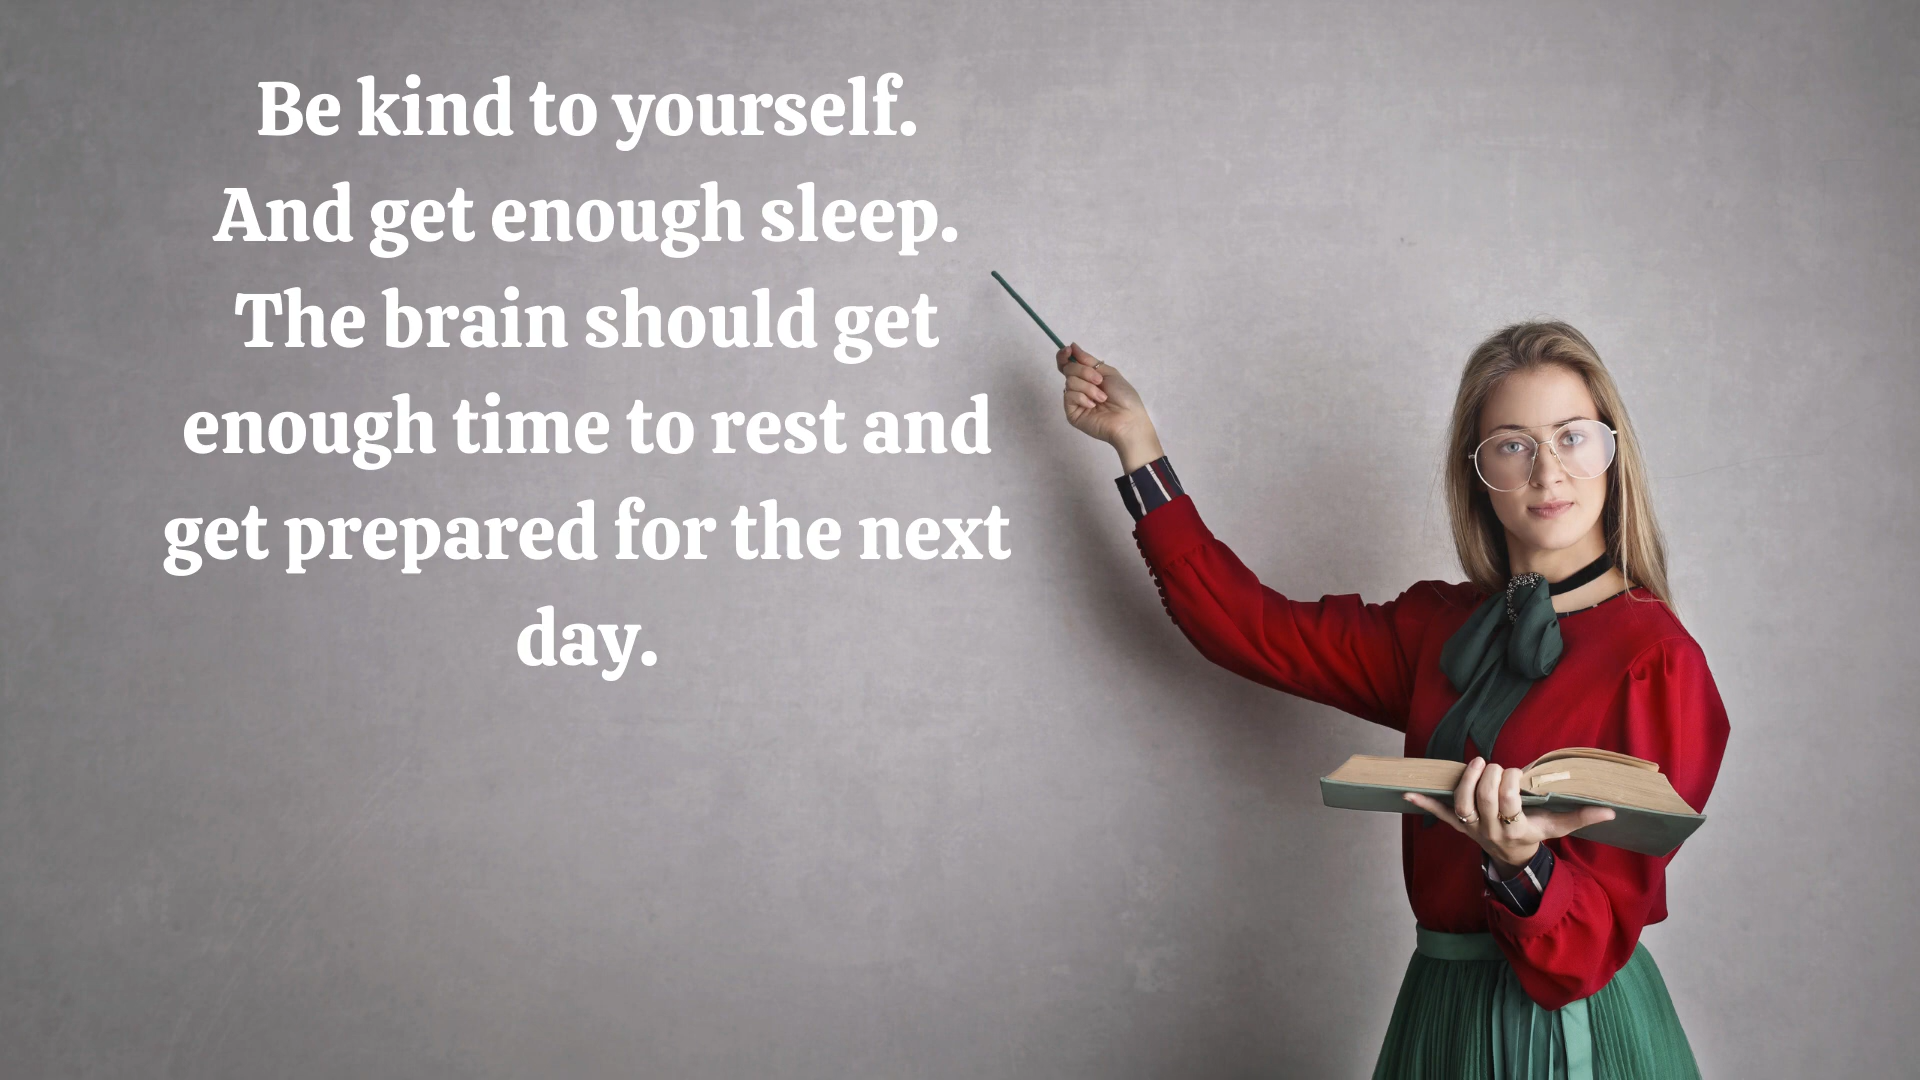 Be kind to yourself.
And get enough sleep.
The brain should get
enough time to rest and
get prepared for the next
day.